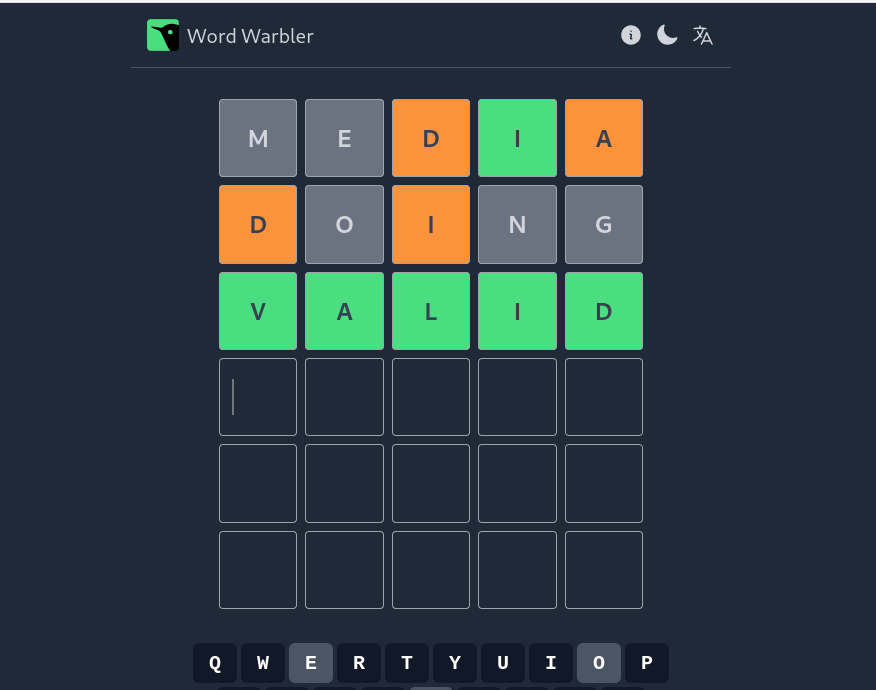 Word Warbler
M E D I A
D O I N G
V A L I D
Q W E R T Y U I O P